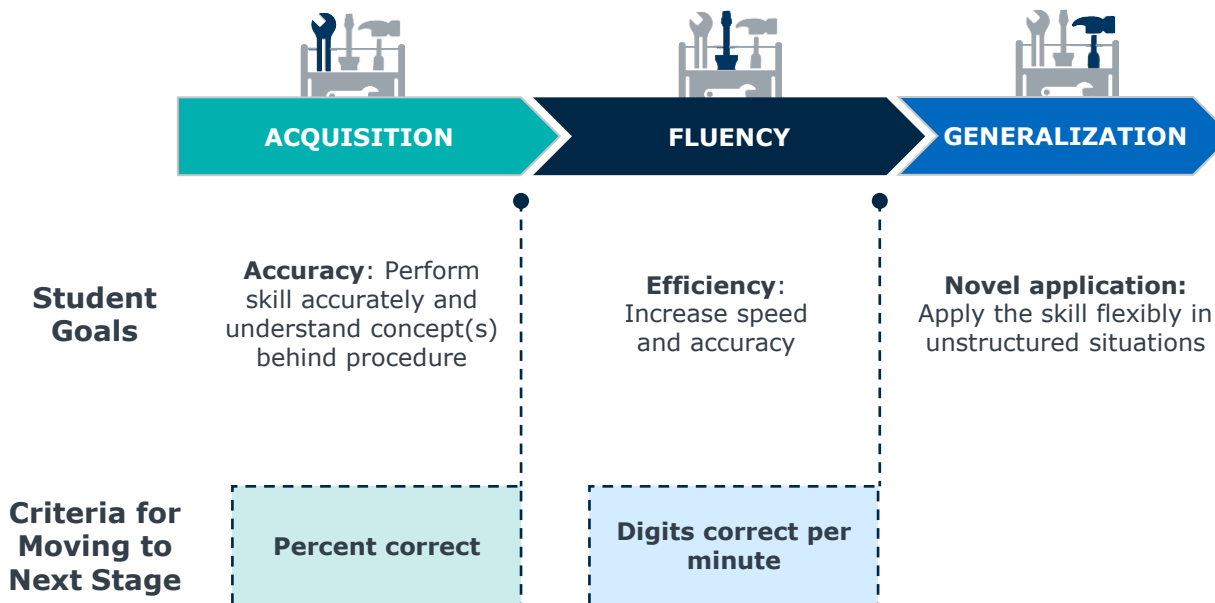 ACQUISITION
FLUENCY
GENERALIZATION
Student
Goals
Accuracy: Perform
skill accurately and
understand concept(s)
behind procedure
Efficiency:
Increase speed
and accuracy
Novel application:
Apply the skill flexibly in
unstructured situations
Criteria for
Moving to
Next Stage
Percent correct
Digits correct per
minute